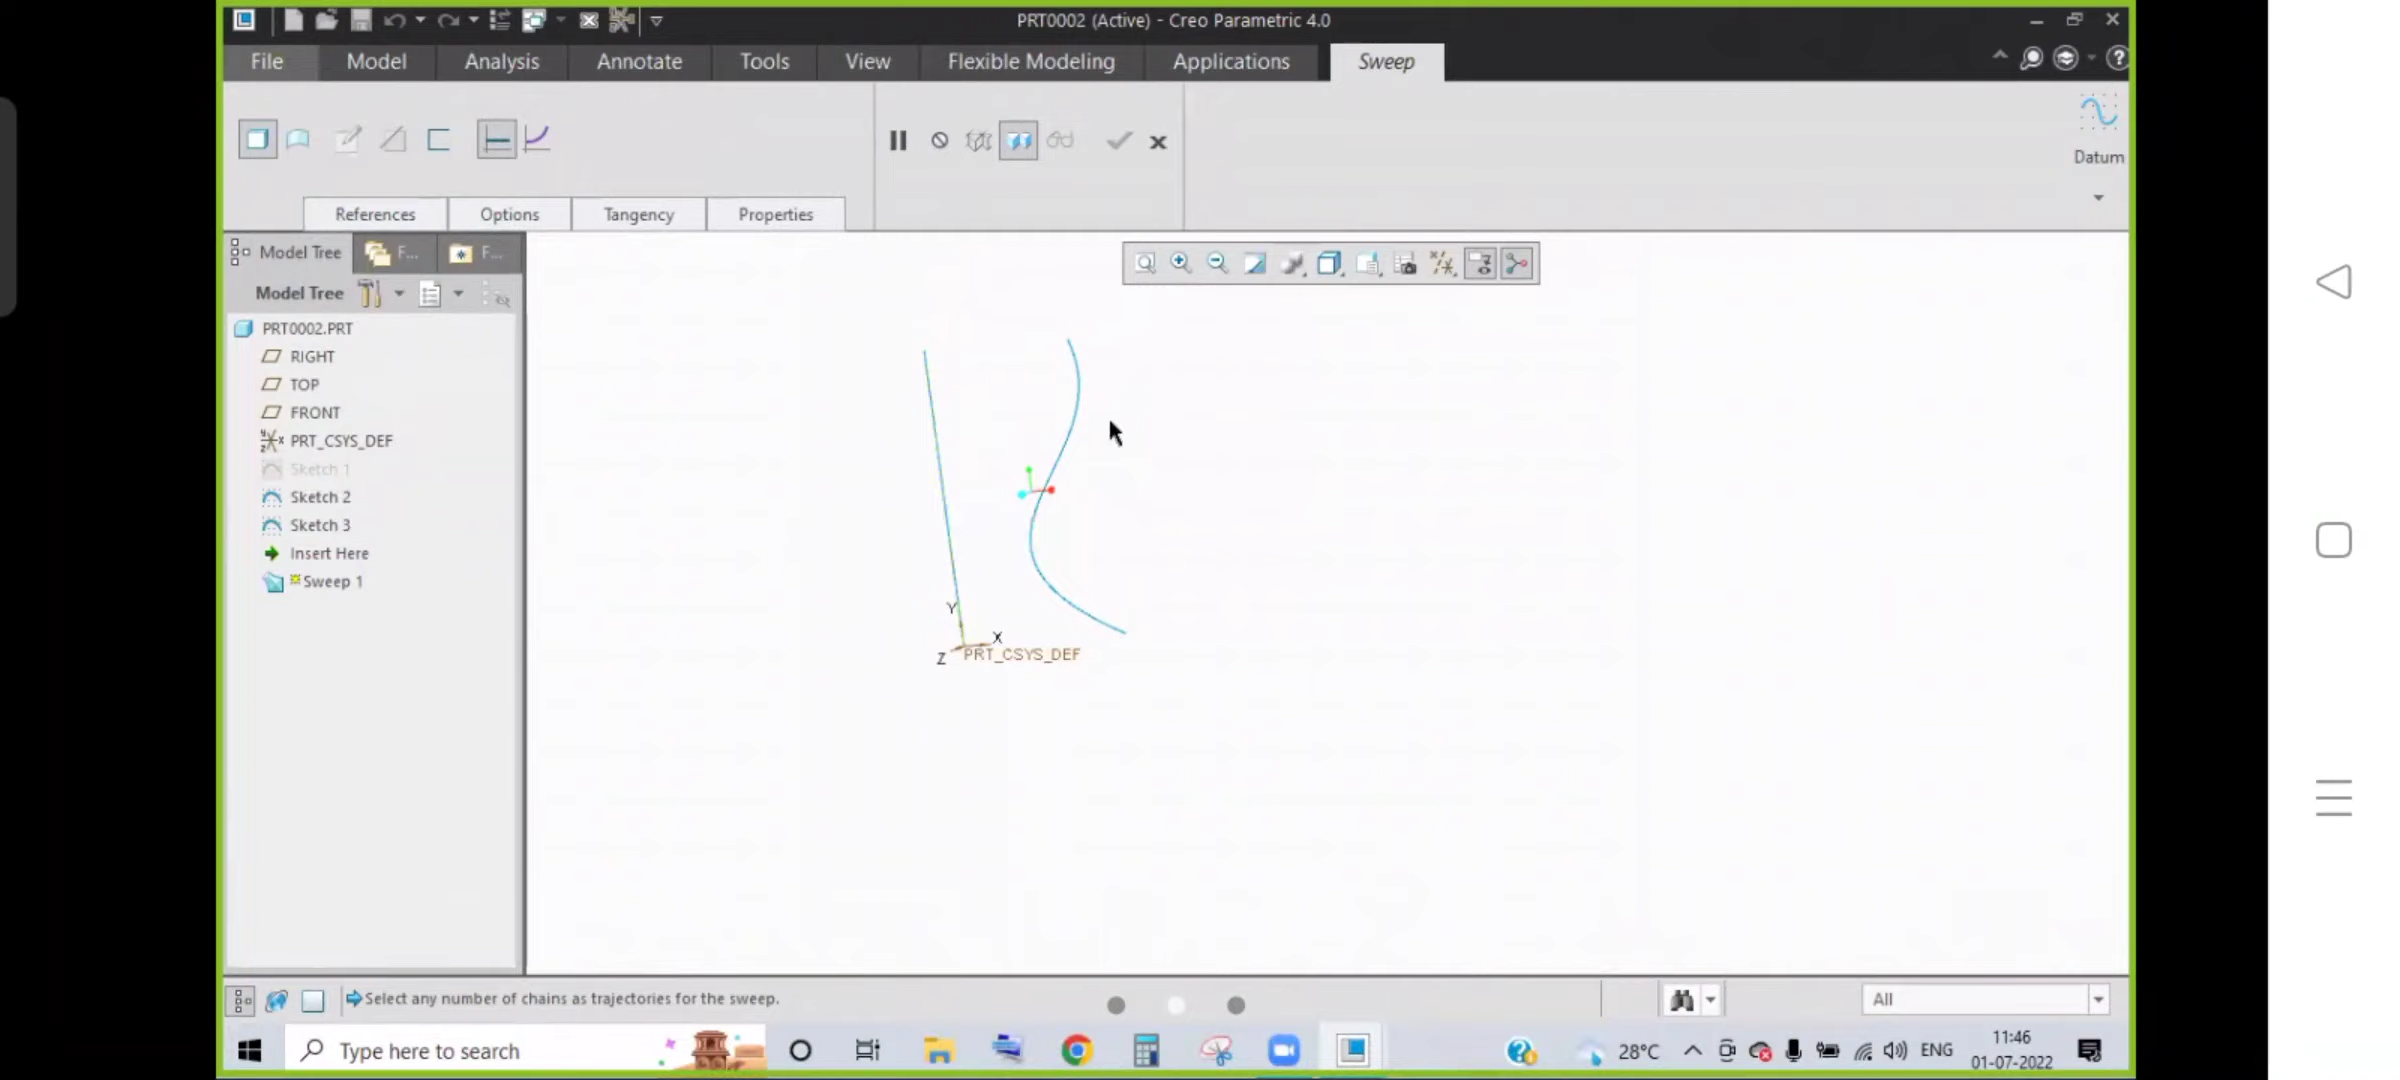 PRT0002 (Active) - Creo Parametric 4.0
File Model Analysis Annotate Tools View Flexible Modeling Applications Sweep
Datum
References Options Tangency Properties
Model Tree F... F...
Model Tree
PRT0002.PRT
RIGHT
TOP
FRONT
PRT_CSYS_DEF
Sketch 1
Sketch 2
Sketch 3
Insert Here
Sweep 1
Y
X
Z PRT_CSYS_DEF
Select any number of chains as trajectories for the sweep.
All
Type here to search
28°C
ENG
11:46
01-07-2022